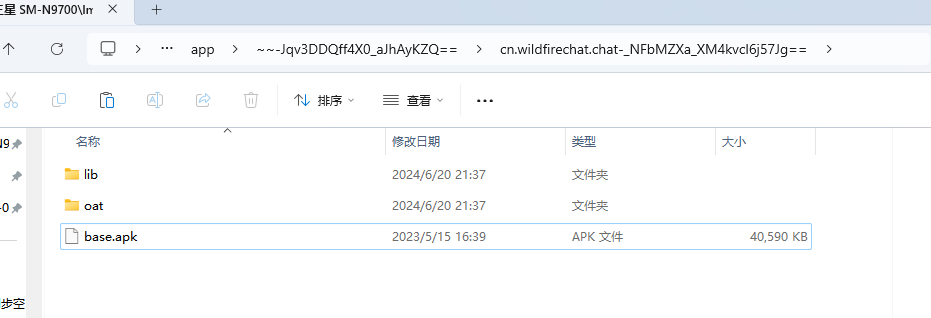 三星 SM-N9700\Im
··· app ~~-Jqv3DDQff4X0_aJhAyKZQ== cn.wildfirechat.chat-_NFbMZXa_XM4kvcl6j57Jg==
排序 查看 ···
名称 修改日期 类型 大小
N9
lib 2024/6/20 21:37 文件夹
oat 2024/6/20 21:37 文件夹
-0
base.apk 2023/5/15 16:39 APK 文件 40,590 KB
步空